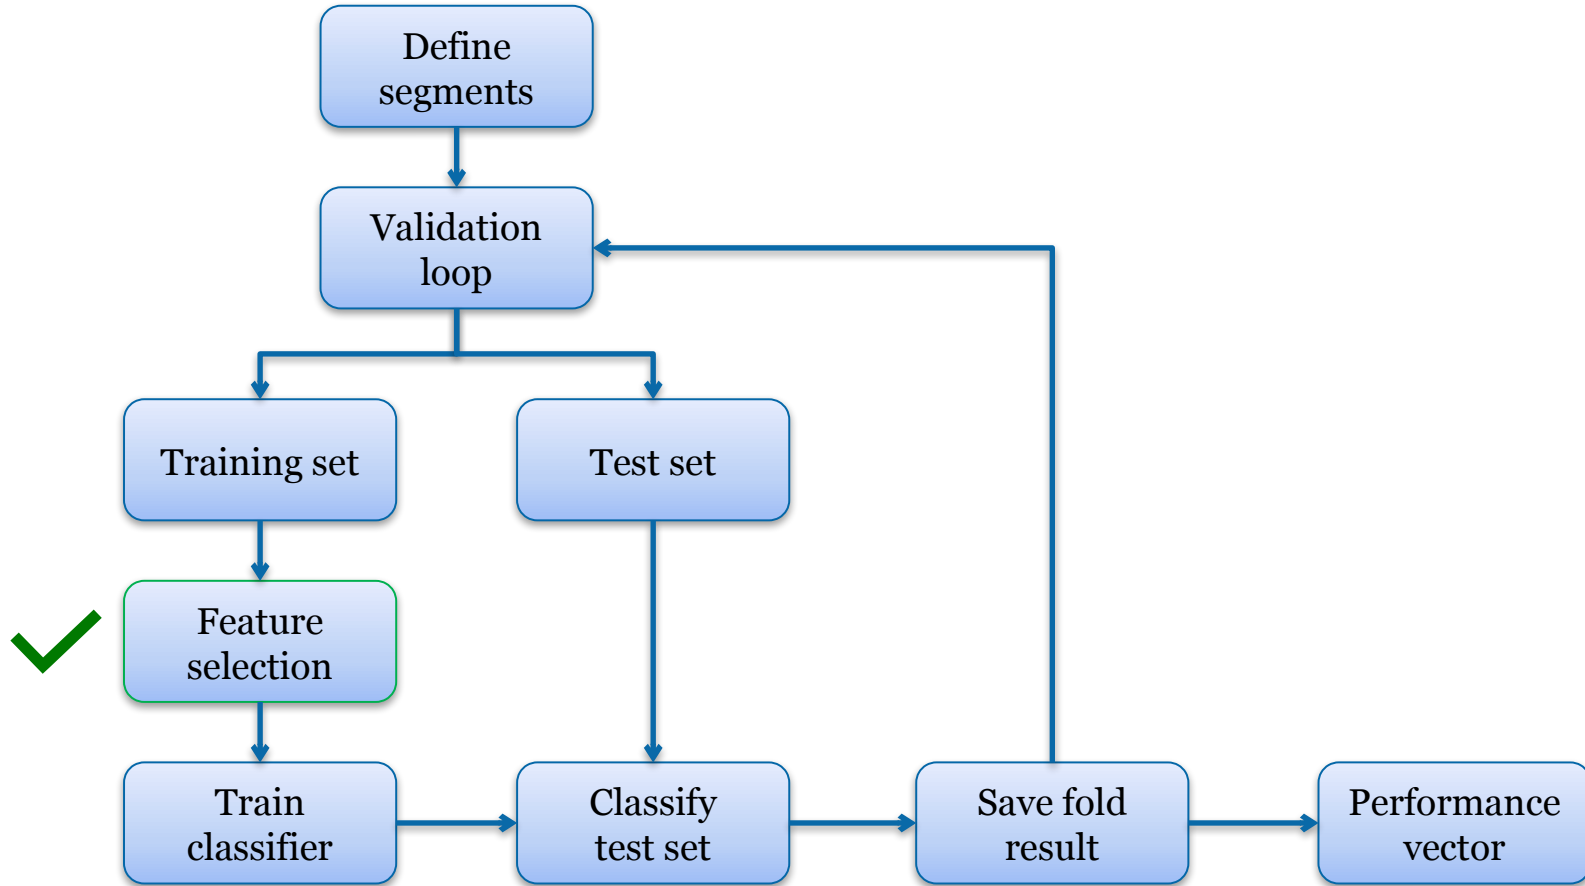 Define
segments
Validation
loop
Training set
Test set
Feature
selection
Train
classifier
Classify
test set
Save fold
result
Performance
vector